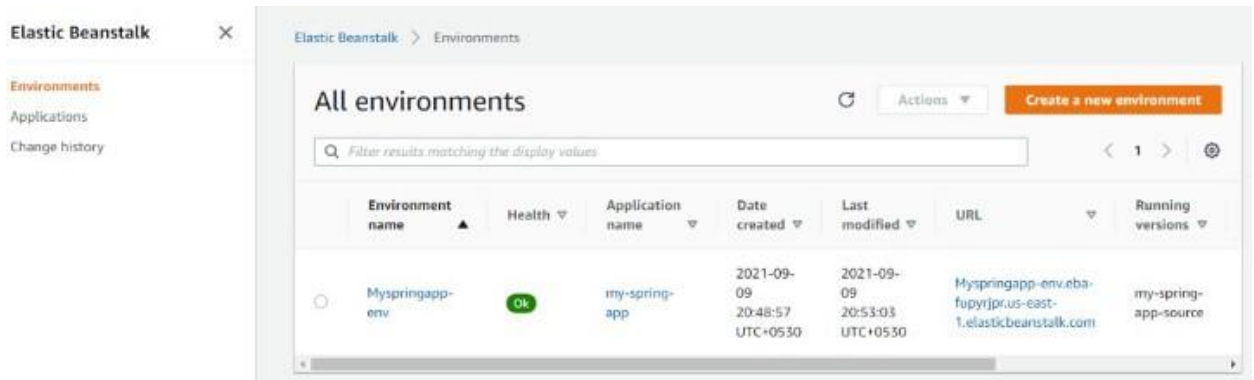 Elastic Beanstalk
Elastic Beanstalk > Environments
Environments
Applications
Change history
All environments
Actions
Create a new environment
Filter results matching the display values
< 1 >
Environment name
Health
Application name
Date created
Last modified
URL
Running versions
Myspringapp-
env
Ok
my-spring-
app
2021-09-
09
20:48:57
UTC+0530
2021-09-
09
20:53:03
UTC+0530
Myspringapp-env.eba-
fupyrjpr.us-east-
1.elasticbeanstalk.com
my-spring-
app-source